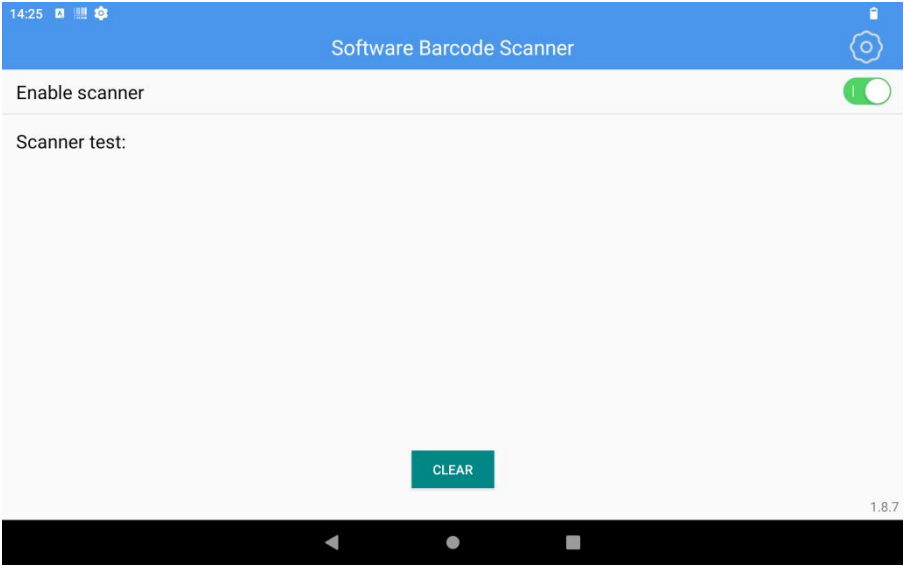 14:25
Software Barcode Scanner
Enable scanner
Scanner test:
CLEAR
1.8.7